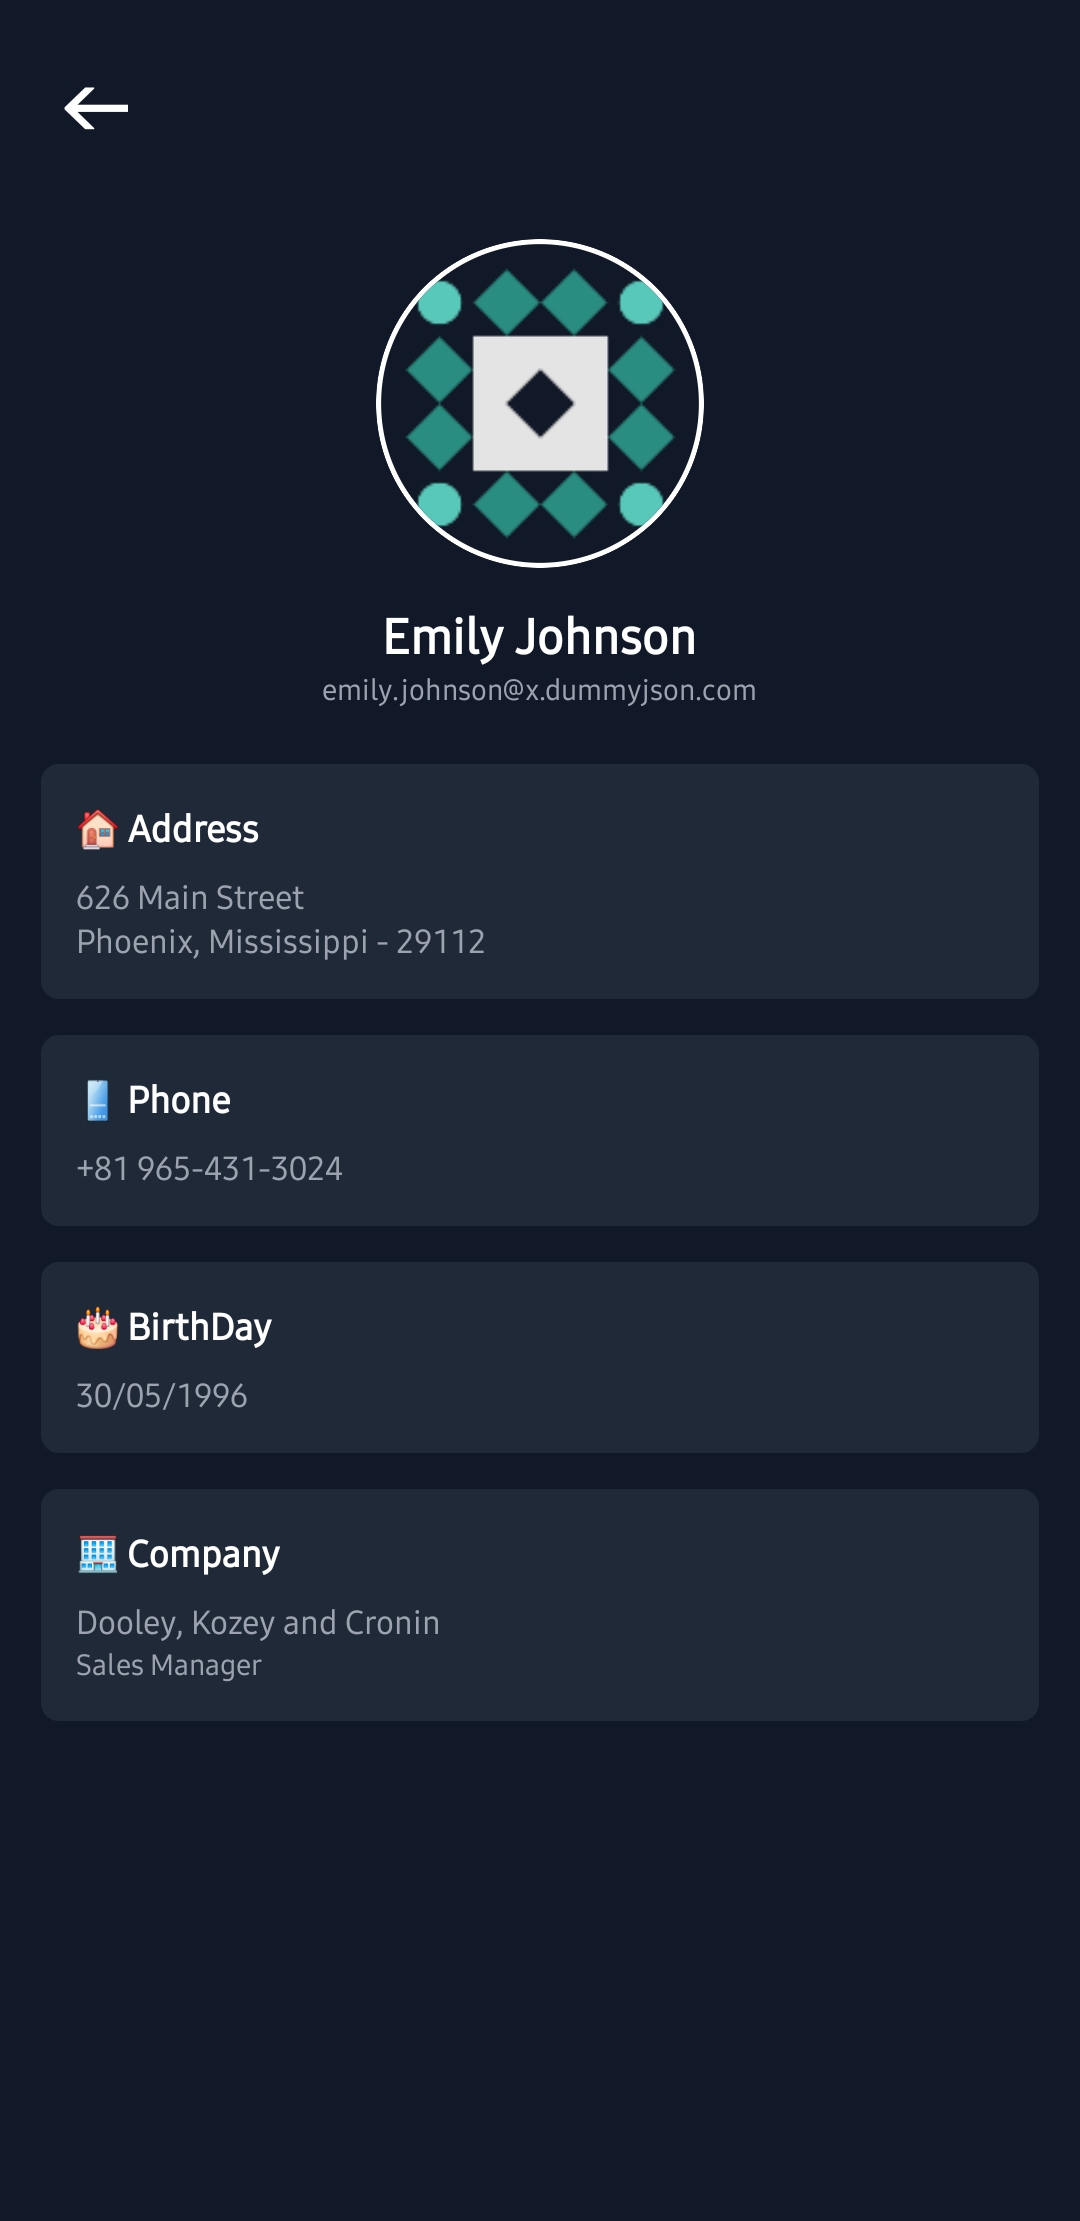 Emily Johnson
emily.johnson@x.dummyjson.com
🏠 Address
626 Main Street
Phoenix, Mississippi - 29112
📱 Phone
+81 965-431-3024
🎂 BirthDay
30/05/1996
🏢 Company
Dooley, Kozey and Cronin
Sales Manager